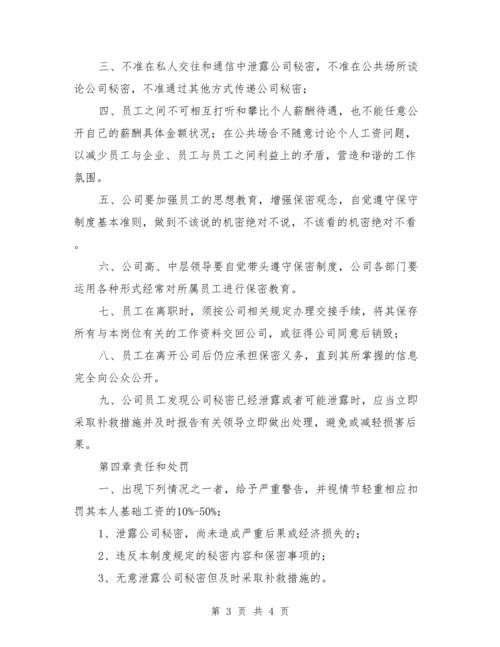 三、不准在私人交往和通信中泄露公司秘密，不准在公共场所谈
论公司秘密，不准通过其他方式传递公司秘密；
四、员工之间不可相互打听和攀比个人薪酬待遇，也不能任意公
开自己的薪酬具体金额状况；在公共场合不随意讨论个人工资问题，
以减少员工与企业、员工与员工之间利益上的矛盾，营造和谐的工作
氛围。
五、公司要加强员工的思想教育，增强保密观念，自觉遵守保守
制度基本准则，做到不该说的机密绝对不说，不该看的机密绝对不看
。
六、公司高、中层领导要自觉带头遵守保密制度，公司各部门要
运用各种形式经常对所属员工进行保密教育。
七、员工在离职时，须按公司相关规定办理交接手续，将其保存
所有与本岗位有关的工作资料交回公司，或征得公司同意后销毁；
八、员工在离开公司后仍应承担保密义务，直到其所掌握的信息
完全向公众公开。
九、公司员工发现公司秘密已经泄露或者可能泄露时，应当立即
采取补救措施并及时报告有关领导立即做出处理，避免或减轻损害后
果。
第四章责任和处罚
一、出现下列情况之一者，给予严重警告，并视情节轻重相应扣
罚其本人基础工资的10%-50%；
1、泄露公司秘密，尚未造成严重后果或经济损失的；
2、违反本制度规定的秘密内容和保密事项的；
3、无意泄露公司秘密但及时采取补救措施的。
第 3 页 共 4 页